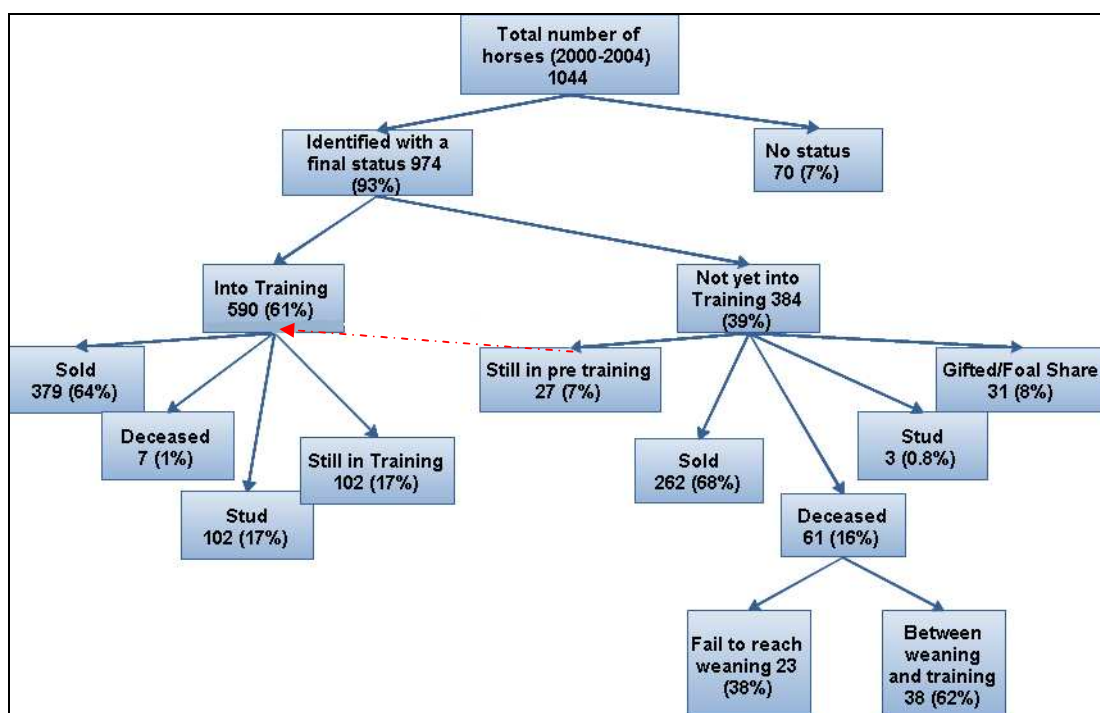 Total number of
horses (2000-2004)
1044
Identified with a
final status 974
(93%)
No status
70 (7%)
Into Training
590 (61%)
Not yet into
Training 384
(39%)
Sold
379 (64%)
Deceased
7 (1%)
Stud
102 (17%)
Still in Training
102 (17%)
Still in pre training
27 (7%)
Sold
262 (68%)
Deceased
61 (16%)
Stud
3 (0.8%)
Gifted/Foal Share
31 (8%)
Fail to reach
weaning 23
(38%)
Between
weaning
and training
38 (62%)